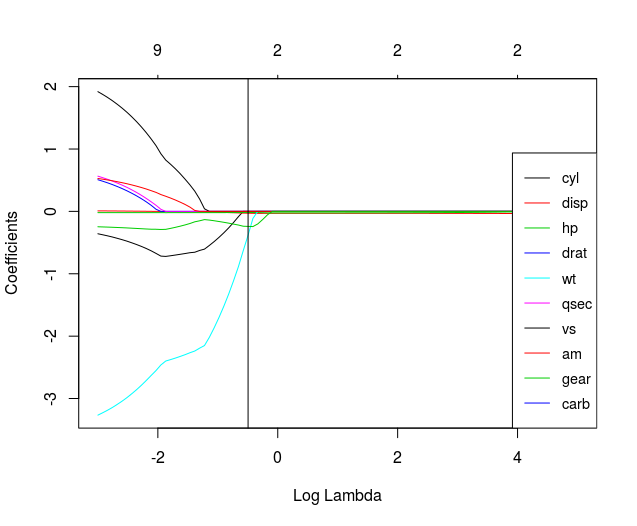 9 2 2 2
2
1
0
-1
-2
-3
Coefficients
cyl
disp
hp
drat
wt
qsec
vs
am
gear
carb
-2 0 2 4
Log Lambda